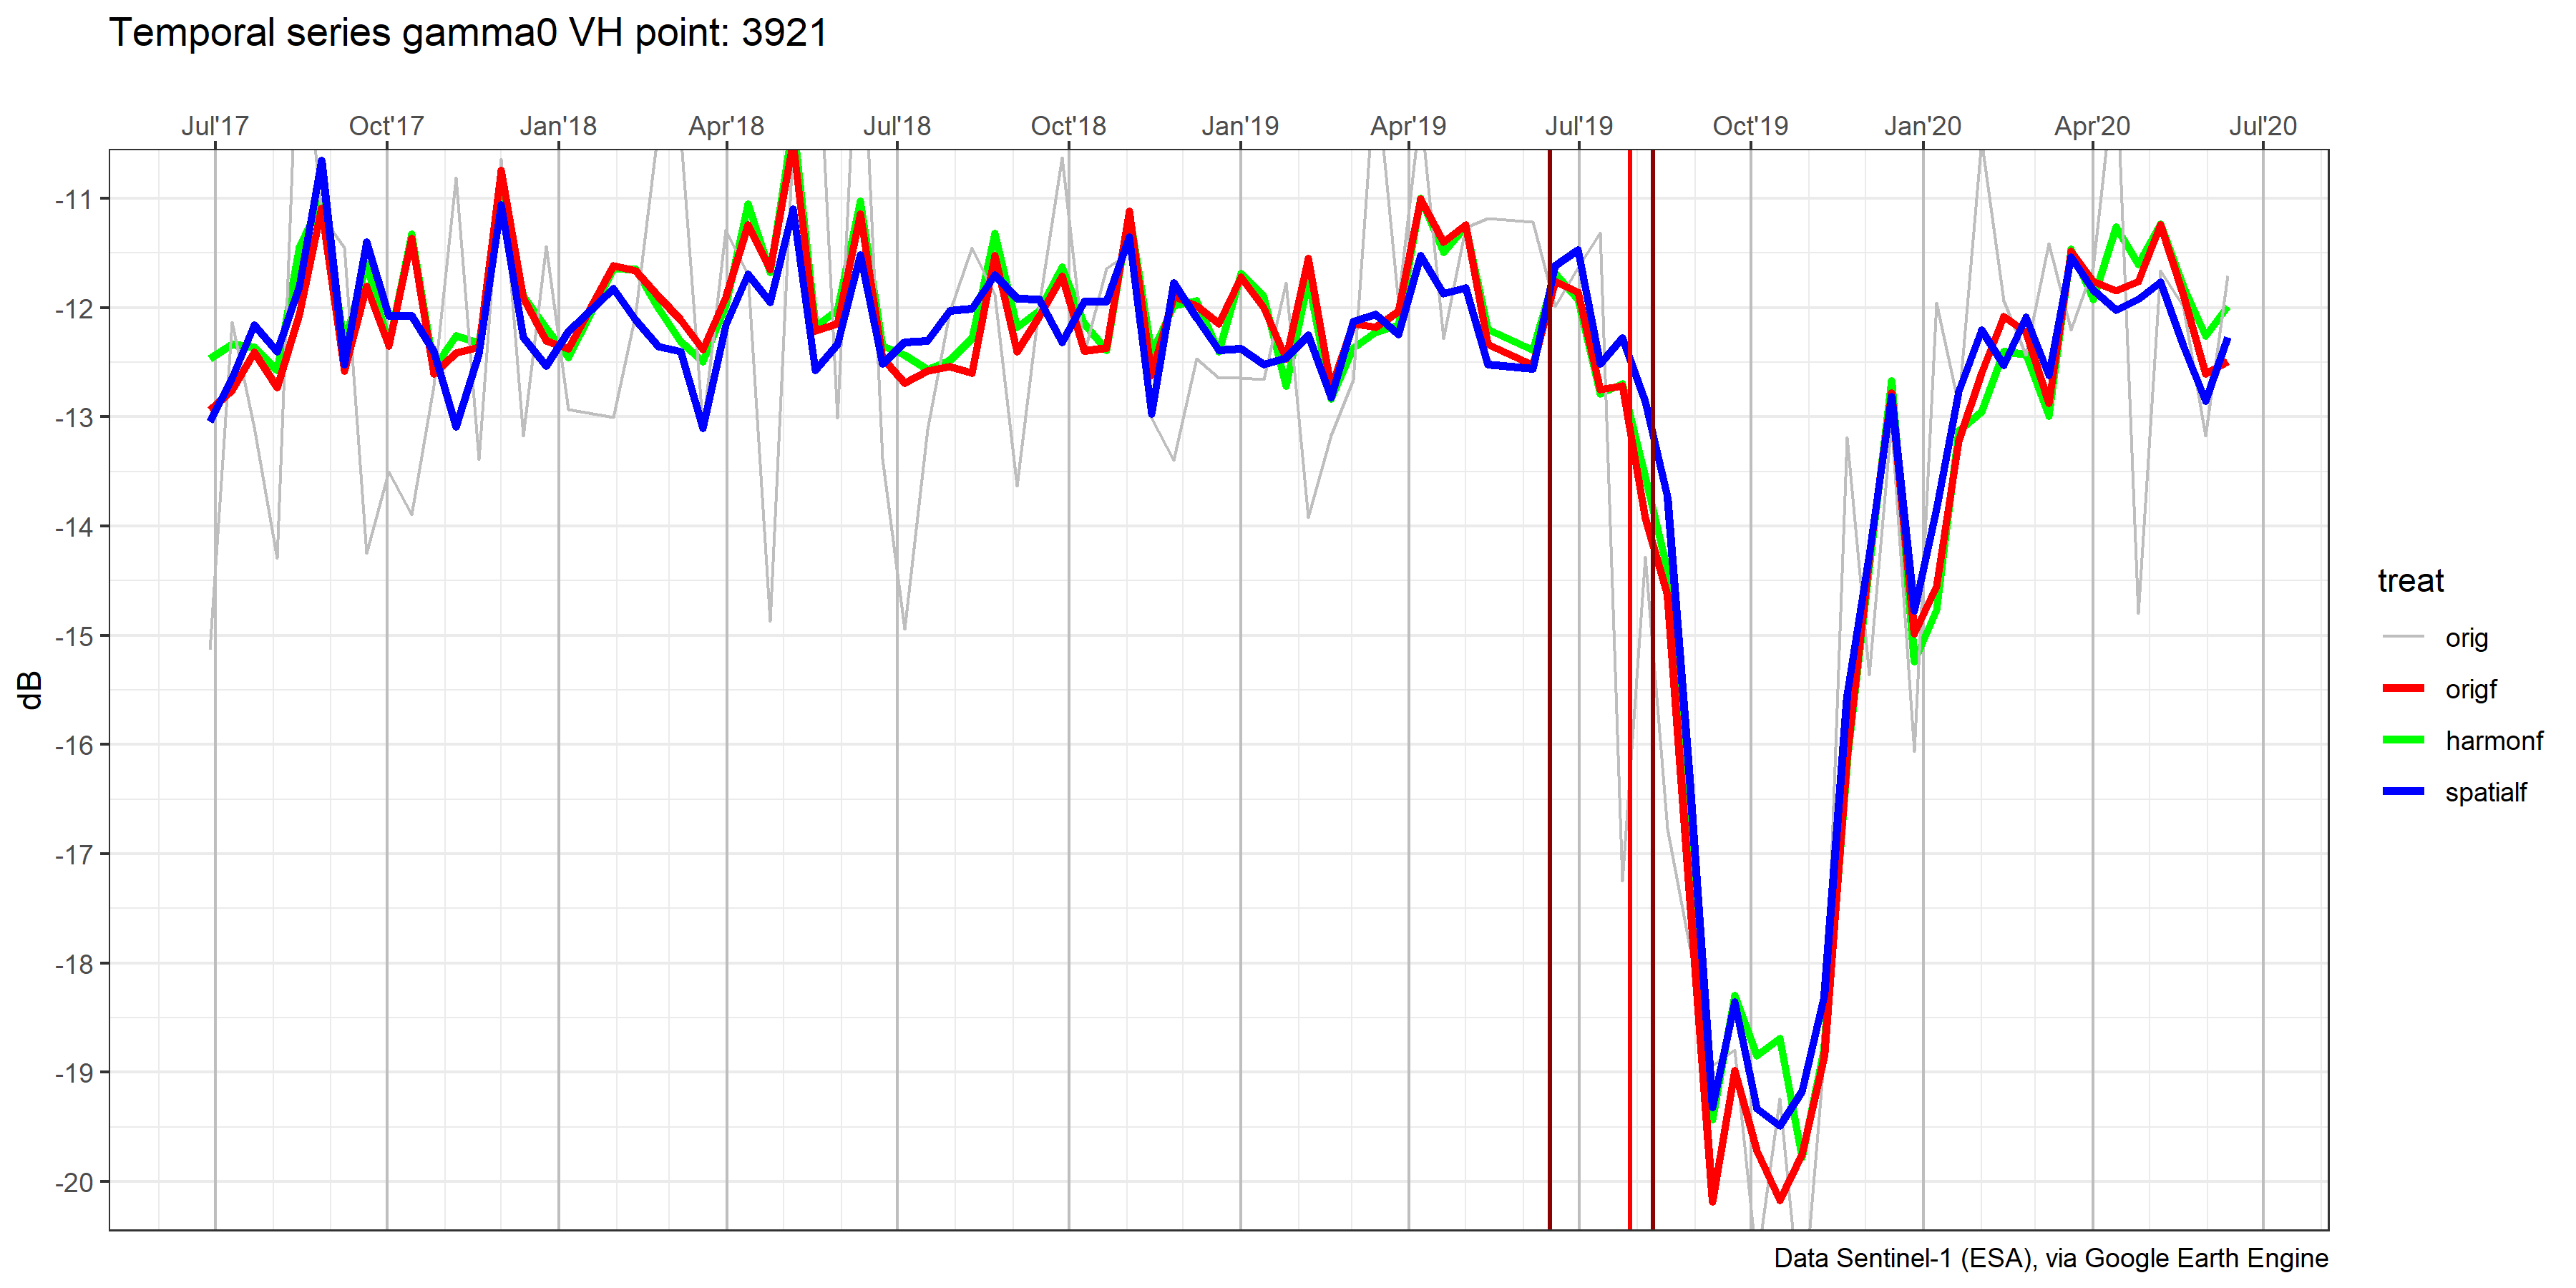 Temporal series gamma0 VH point: 3921
Jul'17 Oct'17 Jan'18 Apr'18 Jul'18 Oct'18 Jan'19 Apr'19 Jul'19 Oct'19 Jan'20 Apr'20 Jul'20
-11
-12
-13
-14
-15
-16
-17
-18
-19
-20
dB
treat
orig
origf
harmonf
spatialf
Data Sentinel-1 (ESA), via Google Earth Engine